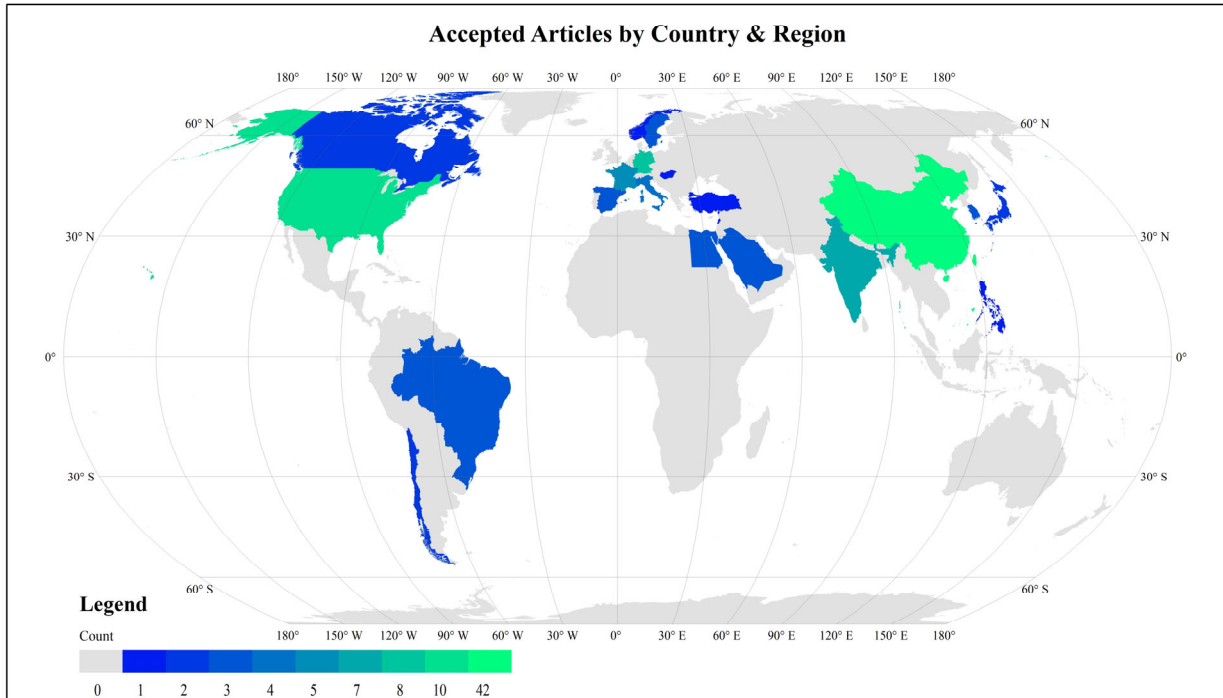 Accepted Articles by Country & Region
180° 150° W 120° W 90° W 60° W 30° W 0° 30° E 60° E 90° E 120° E 150° E 180°
60° N 60° N
30° N 30° N
0° 0°
30° S 30° S
60° S 60° S
Legend
Count
180° 150° W 120° W 90° W 60° W 30° W 0° 30° E 60° E 90° E 120° E 150° E 180°
0 1 2 3 4 5 7 8 10 42